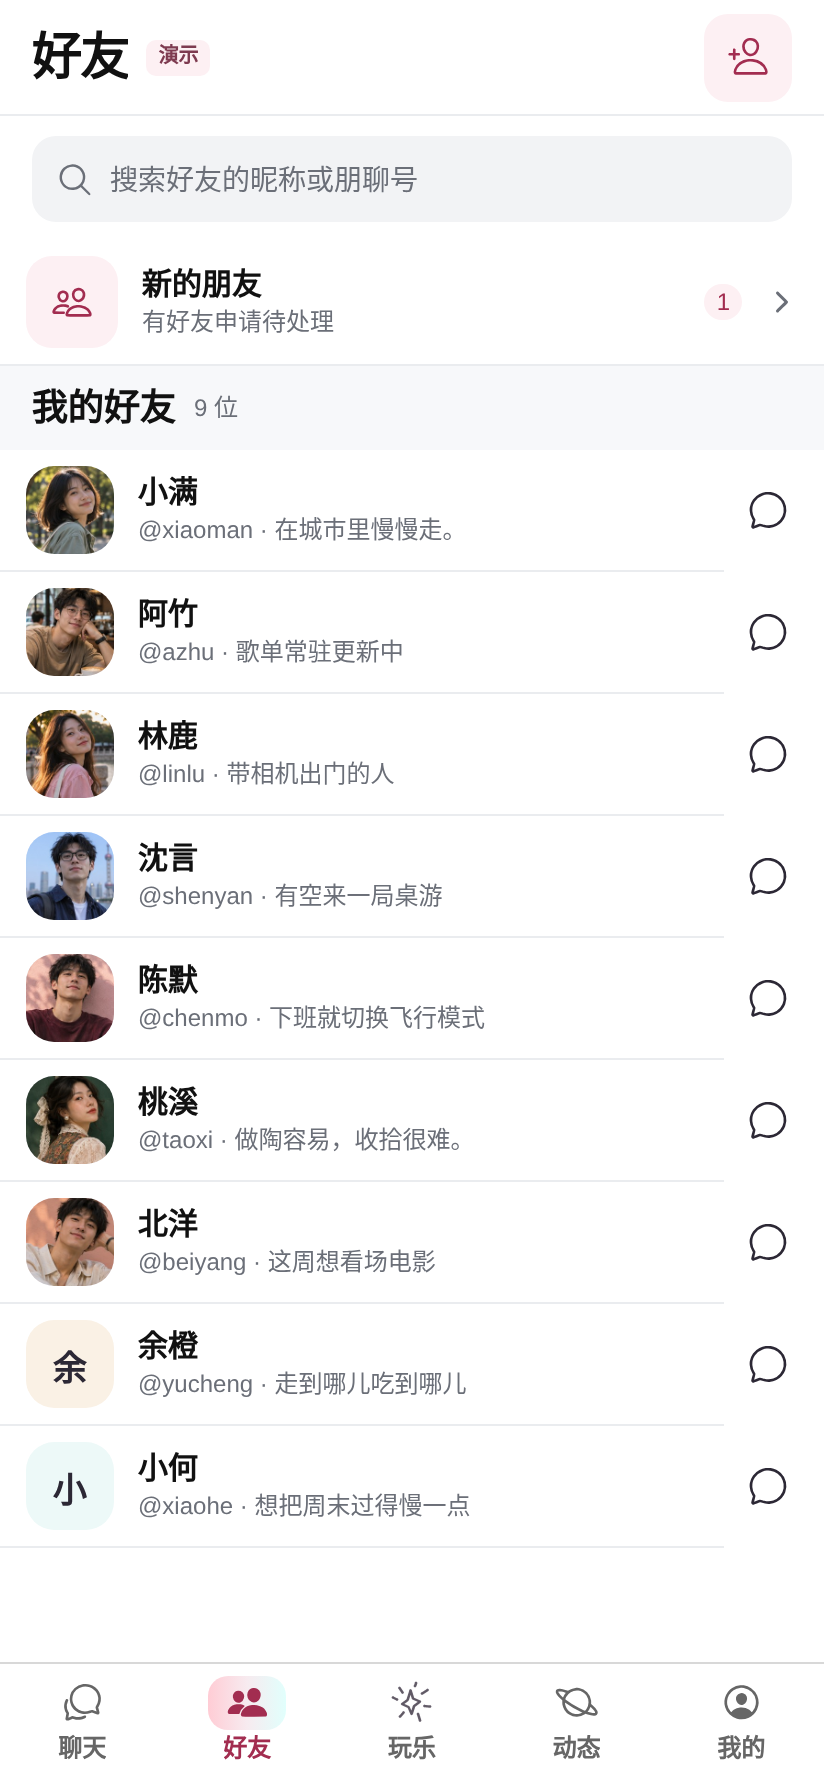 好友 演示
搜索好友的昵称或朋聊号
新的朋友
有好友申请待处理
1
我的好友 9 位
小满
@xiaoman · 在城市里慢慢走。
阿竹
@azhu · 歌单常驻更新中
林鹿
@linlu · 带相机出门的人
沈言
@shenyan · 有空来一局桌游
陈默
@chenmo · 下班就切换飞行模式
桃溪
@taoxi · 做陶容易，收拾很难。
北洋
@beiyang · 这周想看场电影
余
余橙
@yucheng · 走到哪儿吃到哪儿
小
小何
@xiaohe · 想把周末过得慢一点
聊天 好友 玩乐 动态 我的